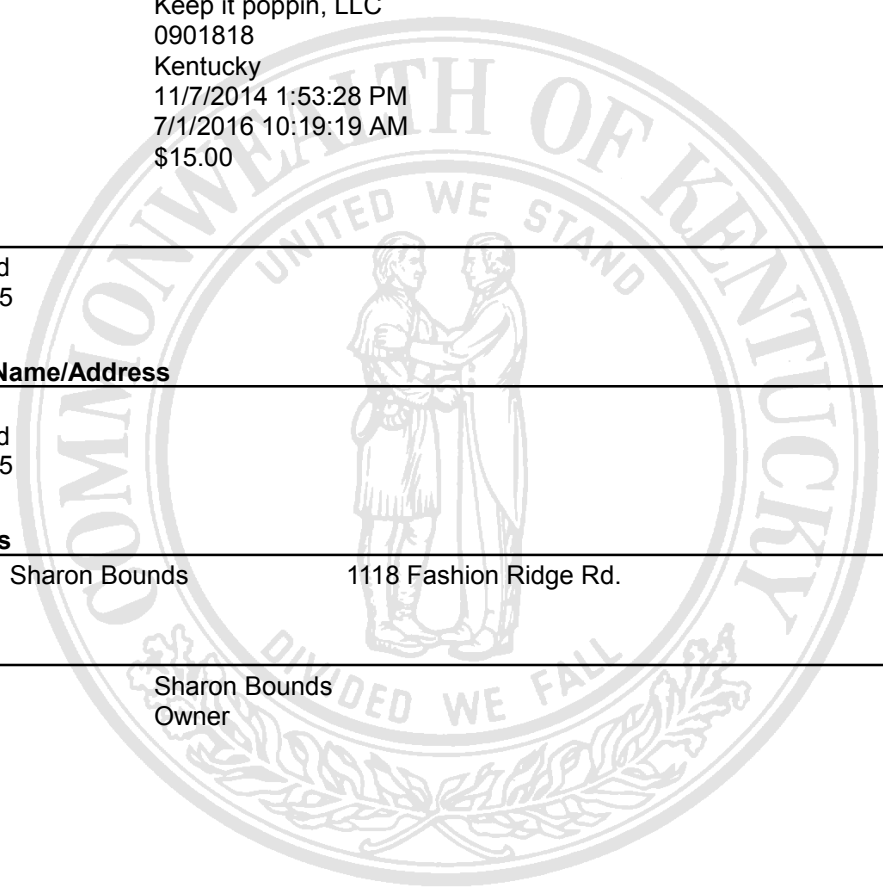 Keep it poppin, LLC
0901818
Kentucky
11/7/2014 1:53:28 PM
7/1/2016 10:19:19 AM
$15.00
COMMONWEALTH OF KENTUCKY
UNITED WE STAND
d
5
Name/Address
d
5
s
Sharon Bounds 1118 Fashion Ridge Rd.
DIVIDED WE FALL
Sharon Bounds
Owner